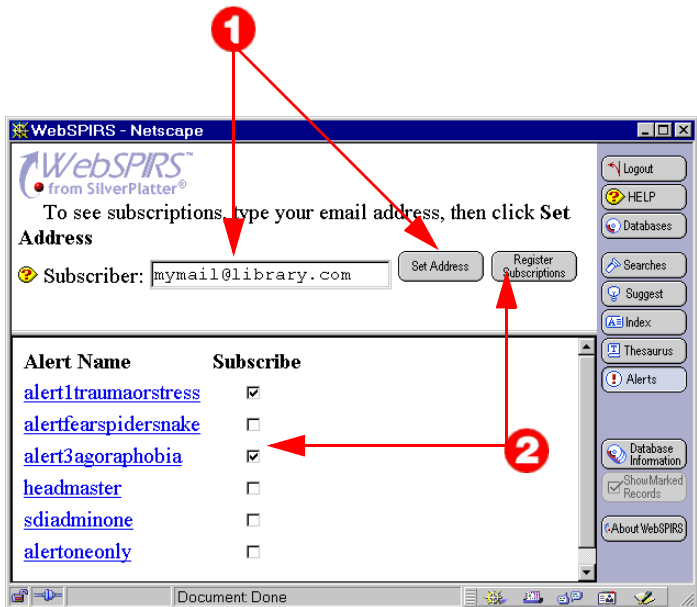 1
WebSPIRS - Netscape
WebSPIRS™
from SilverPlatter®
To see subscriptions, type your email address, then click Set
Address
Subscriber: mymail@library.com
Set Address
Register
Subscriptions
Logout
HELP
Databases
Searches
Suggest
Index
Thesaurus
Alerts
Database
Information
Show Marked
Records
About WebSPIRS
Alert Name Subscribe
alert1traumaorstress
alertfearspidersnake
alert3agoraphobia
headmaster
sdiadminone
alertoneonly
2
Document: Done